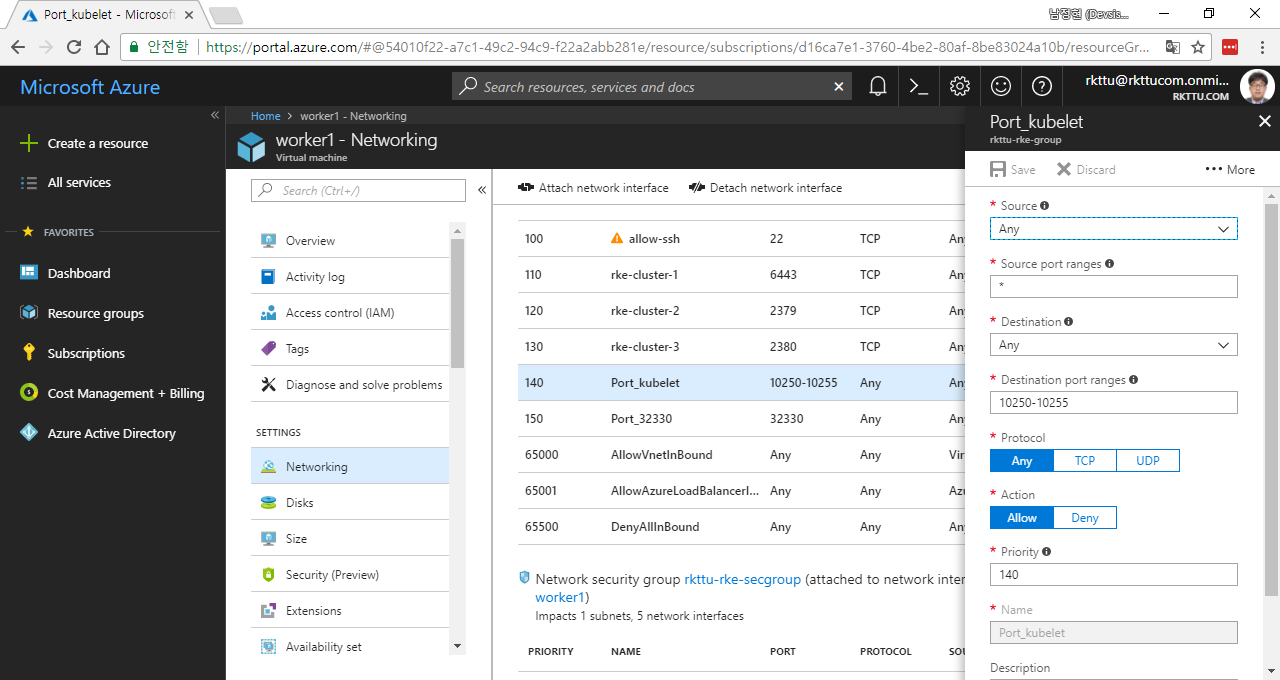 Port_kubelet - Microsof
남정현 (Devsis...
안전함 https://portal.azure.com/#@54010f22-a7c1-49c2-94c9-f22a2abb281e/resource/subscriptions/d16ca7e1-3760-4be2-80af-8be83024a10b/resourceGr...
Microsoft Azure
Search resources, services and docs
rkttu@rkttucom.onmi...
RKTTU.COM
Create a resource
All services
FAVORITES
Dashboard
Resource groups
Subscriptions
Cost Management + Billing
Azure Active Directory
Home > worker1 - Networking
worker1 - Networking
Virtual machine
Search (Ctrl+/)
Overview
Activity log
Access control (IAM)
Tags
Diagnose and solve problems
SETTINGS
Networking
Disks
Size
Security (Preview)
Extensions
Availability set
Attach network interface Detach network interface
100 allow-ssh 22 TCP Any
110 rke-cluster-1 6443 TCP Any
120 rke-cluster-2 2379 TCP Any
130 rke-cluster-3 2380 TCP Any
140 Port_kubelet 10250-10255 Any Any
150 Port_32330 32330 Any Any
65000 AllowVnetInBound Any Any Vir
65001 AllowAzureLoadBalancerI... Any Any Azu
65500 DenyAllInBound Any Any Any
Network security group rkttu-rke-secgroup (attached to network inter
worker1)
Impacts 1 subnets, 5 network interfaces
PRIORITY NAME PORT PROTOCOL SOU
Port_kubelet
rkttu-rke-group
Save Discard ••• More
* Source
Any
* Source port ranges
*
* Destination
Any
* Destination port ranges
10250-10255
* Protocol
Any TCP UDP
* Action
Allow Deny
* Priority
140
* Name
Port_kubelet
Description